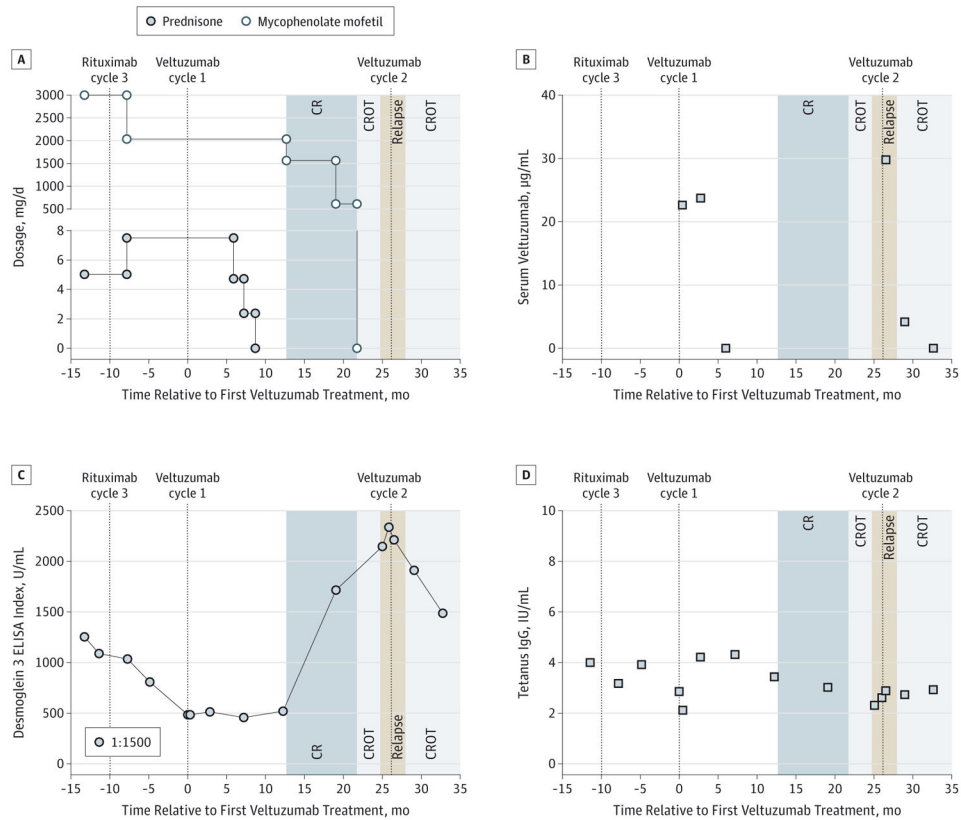 Prednisone Mycophenolate mofetil
A
Rituximab
cycle 3
Veltuzumab
cycle 1
Veltuzumab
cycle 2
3000
2000
1500
1000
500
8
6
4
2
0
Dosage, mg/d
CR
CROT
Relapse
CROT
-15 -10 -5 0 5 10 15 20 25 30 35
Time Relative to First Veltuzumab Treatment, mo
B
Rituximab
cycle 3
Veltuzumab
cycle 1
Veltuzumab
cycle 2
40
30
20
10
0
Serum Veltuzumab, µg/mL
CR
CROT
Relapse
CROT
-15 -10 -5 0 5 10 15 20 25 30 35
Time Relative to First Veltuzumab Treatment, mo
C
Rituximab
cycle 3
Veltuzumab
cycle 1
Veltuzumab
cycle 2
2500
2000
1500
1000
500
0
Desmoglein 3 ELISA Index, U/mL
1:1500
CR
CROT
Relapse
CROT
-15 -10 -5 0 5 10 15 20 25 30 35
Time Relative to First Veltuzumab Treatment, mo
D
Rituximab
cycle 3
Veltuzumab
cycle 1
Veltuzumab
cycle 2
10
8
6
4
2
0
Tetanus IgG, IU/mL
CR
CROT
Relapse
CROT
-15 -10 -5 0 5 10 15 20 25 30 35
Time Relative to First Veltuzumab Treatment, mo